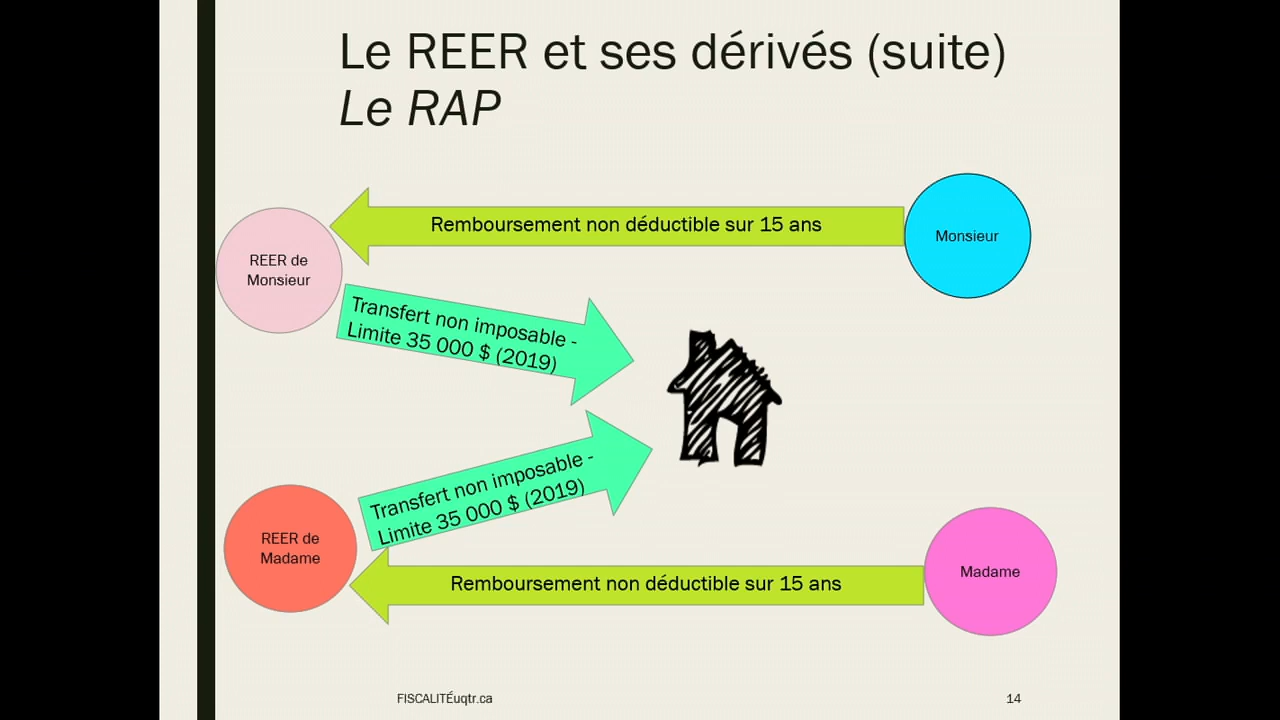 Le REER et ses dérivés (suite)
Le RAP
Remboursement non déductible sur 15 ans
Monsieur
REER de
Monsieur
Transfert non imposable -
Limite 35 000 $ (2019)
Transfert non imposable -
Limite 35 000 $ (2019)
REER de
Madame
Remboursement non déductible sur 15 ans
Madame
FISCALITÉuqtr.ca
14